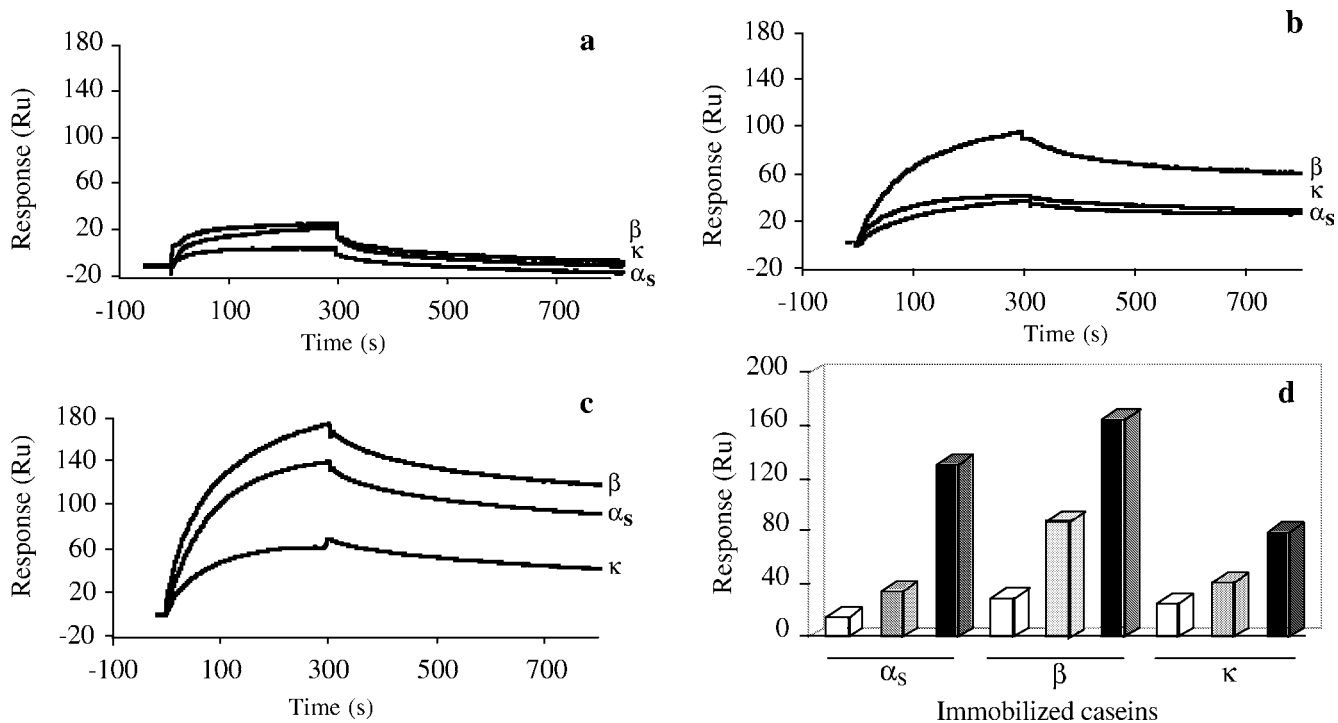 a
180
140
100
60
20
-20
Response (Ru)
β
κ
αs
-100 100 300 500 700
Time (s)
b
180
140
100
60
20
-20
Response (Ru)
β
κ
αs
-100 100 300 500 700
Time (s)
c
180
140
100
60
20
-20
Response (Ru)
β
αs
κ
-100 100 300 500 700
Time (s)
d
200
160
120
80
40
0
Response (Ru)
αs β κ
Immobilized caseins